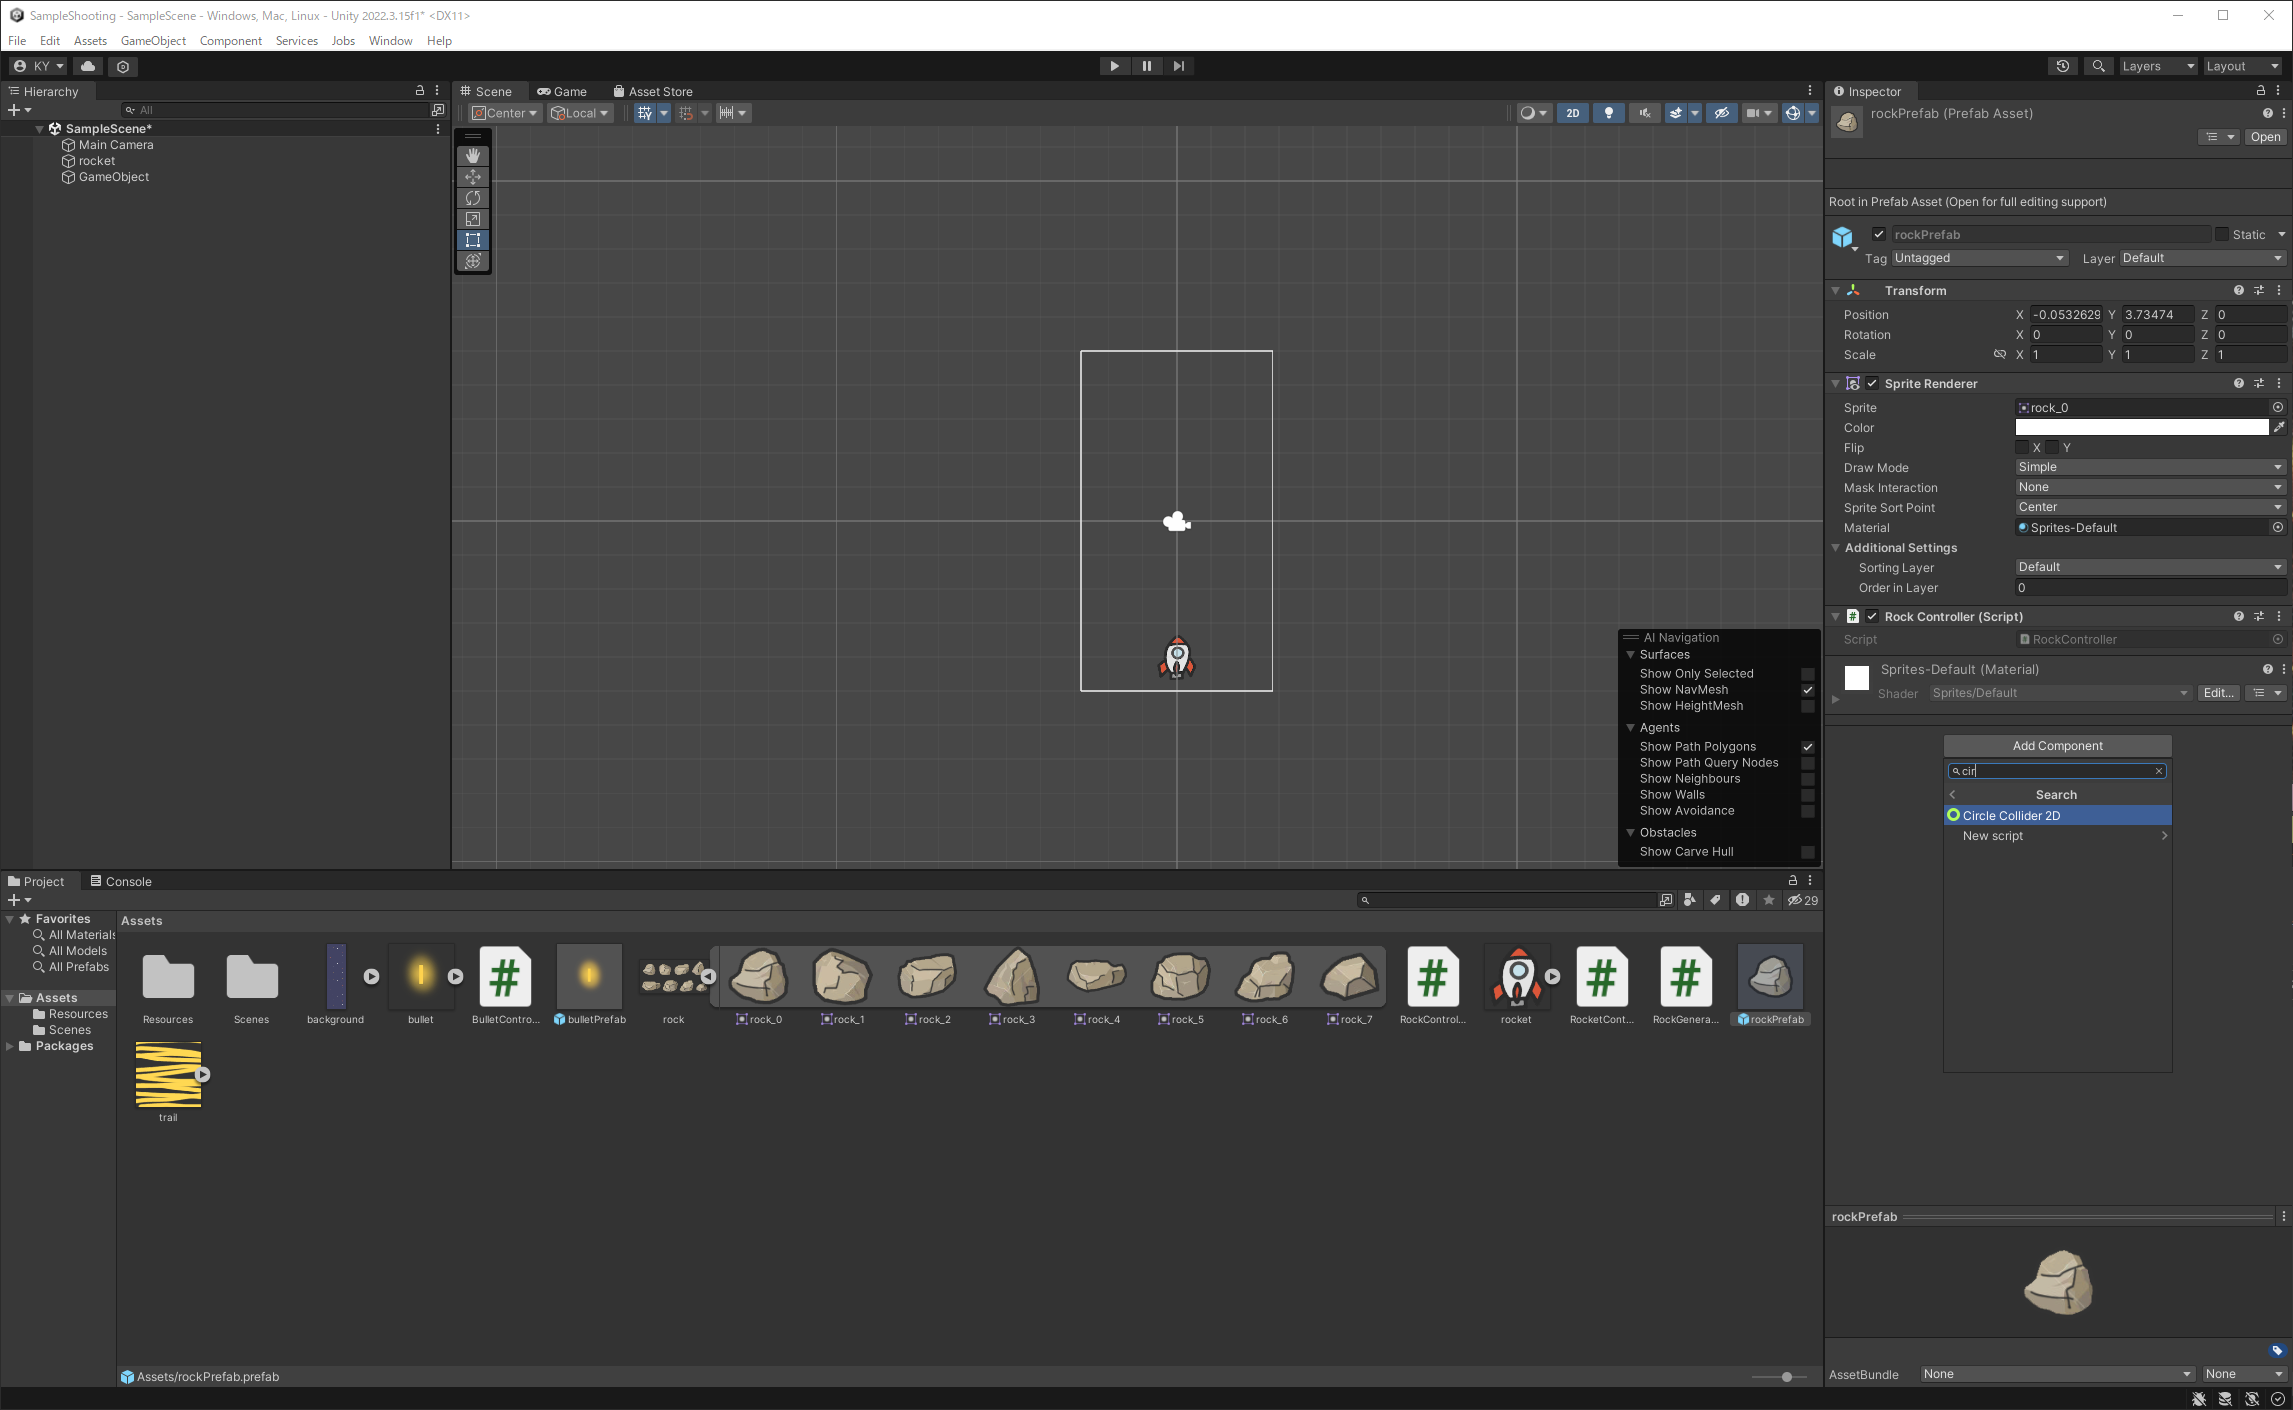 SampleShooting - SampleScene - Windows, Mac, Linux - Unity 2022.3.15f1* <DX11>
File Edit Assets GameObject Component Services Jobs Window Help
KY
Layers
Layout
Hierarchy
All
SampleScene*
Main Camera
rocket
GameObject
Scene Game Asset Store
Center Local
2D
AI Navigation
Surfaces
Show Only Selected
Show NavMesh
Show HeightMesh
Agents
Show Path Polygons
Show Path Query Nodes
Show Neighbours
Show Walls
Show Avoidance
Obstacles
Show Carve Hull
Inspector
rockPrefab (Prefab Asset)
Open
Root in Prefab Asset (Open for full editing support)
rockPrefab
Static
Tag Untagged Layer Default
Transform
Position X -0.0532629 Y 3.73474 Z 0
Rotation X 0 Y 0 Z 0
Scale X 1 Y 1 Z 1
Sprite Renderer
Sprite rock_0
Color
Flip X Y
Draw Mode Simple
Mask Interaction None
Sprite Sort Point Center
Material Sprites-Default
Additional Settings
Sorting Layer Default
Order in Layer 0
Rock Controller (Script)
Script RockController
Sprites-Default (Material)
Shader Sprites/Default Edit...
Add Component
cir
Search
Circle Collider 2D
New script
rockPrefab
AssetBundle None None
Project Console
29
Favorites
All Materials
All Models
All Prefabs
Assets
Resources
Scenes
Packages
Assets
Resources Scenes background bullet BulletContro... bulletPrefab rock rock_0 rock_1 rock_2 rock_3 rock_4 rock_5 rock_6 rock_7 RockControl... rocket RocketCont... RockGenera... rockPrefab
trail
Assets/rockPrefab.prefab